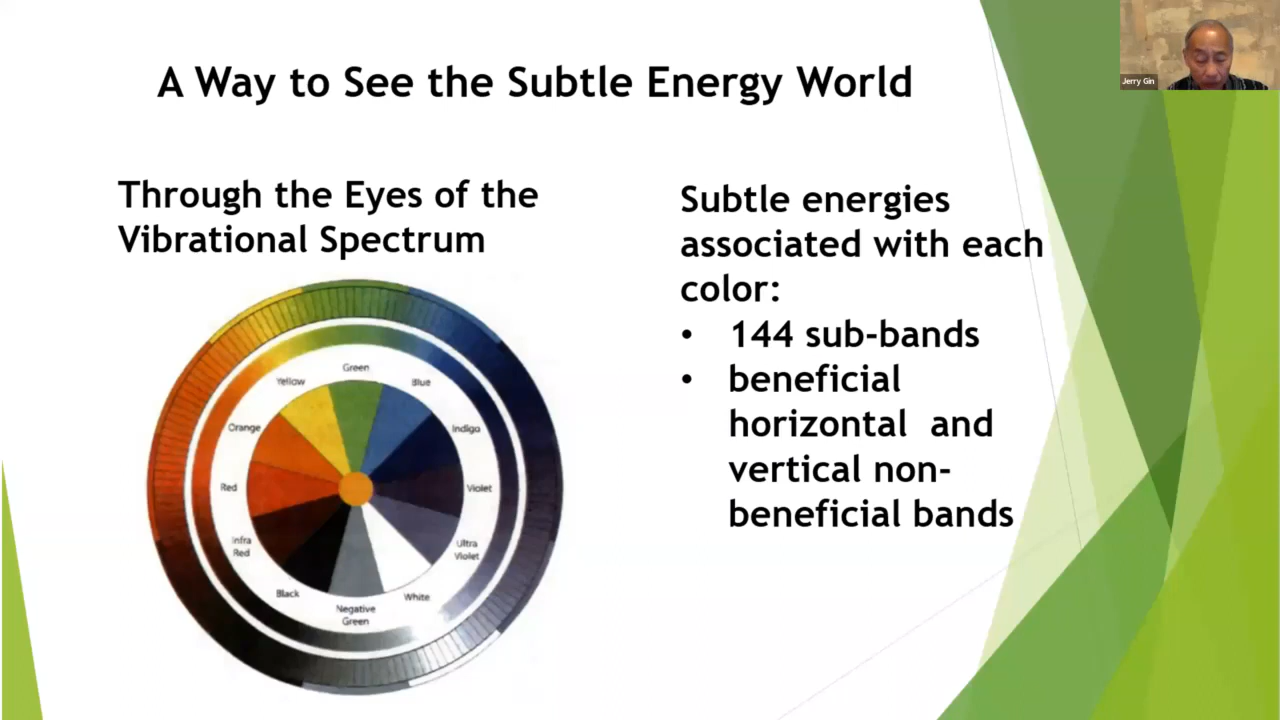 A Way to See the Subtle Energy World
Jerry Gin
Through the Eyes of the
Vibrational Spectrum
Green
Yellow
Blue
Orange
Indigo
Red
Violet
Infra
Red
Ultra
Violet
Black
White
Negative
Green
Subtle energies
associated with each
color:
• 144 sub-bands
• beneficial
horizontal and
vertical non-
beneficial bands